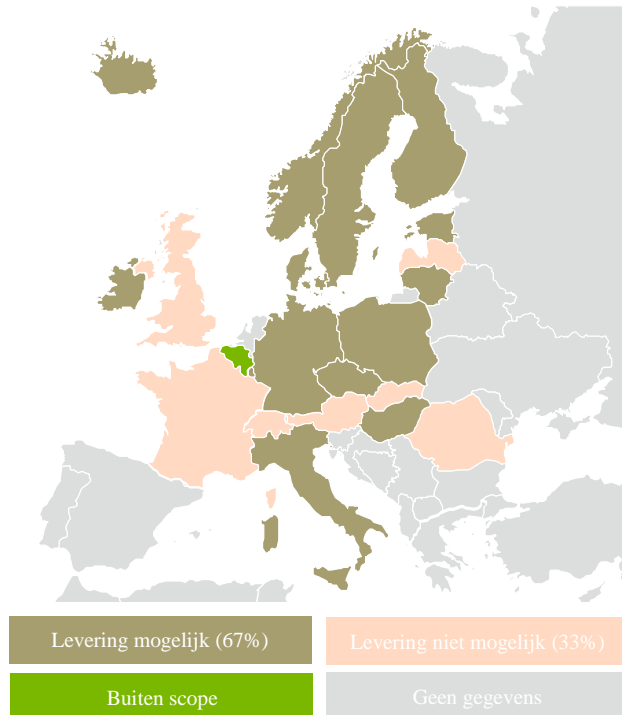 Levering mogelijk (67%)
Levering niet mogelijk (33%)
Buiten scope
Geen gegevens